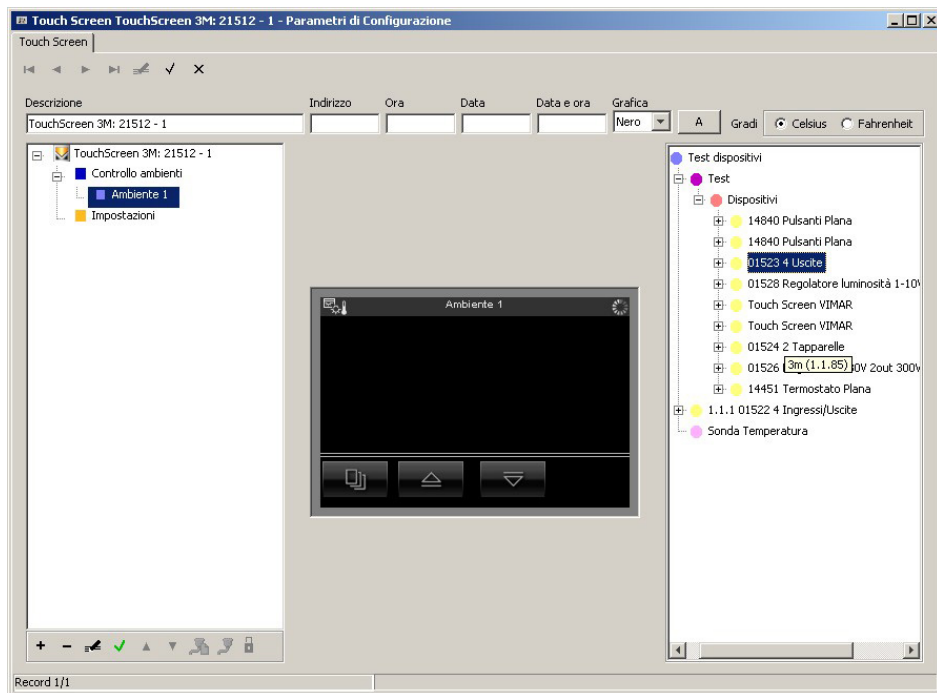 Touch Screen TouchScreen 3M: 21512 - 1 - Parametri di Configurazione
Touch Screen
Descrizione
Indirizzo
Ora
Data
Data e ora
Grafica
TouchScreen 3M: 21512 - 1
Nero
A
Gradi
Celsius
Fahrenheit
TouchScreen 3M: 21512 - 1
Controllo ambienti
Ambiente 1
Impostazioni
Ambiente 1
Test dispositivi
Test
Dispositivi
14840 Pulsanti Plana
14840 Pulsanti Plana
01523 4 Uscite
01528 Regolatore luminosità 1-10V
Touch Screen VIMAR
Touch Screen VIMAR
01524 2 Tapparelle
01526
3m (1.1.85)
0V 2out 300W
14451 Termostato Plana
1.1.1 01522 4 Ingressi/Uscite
Sonda Temperatura
Record 1/1